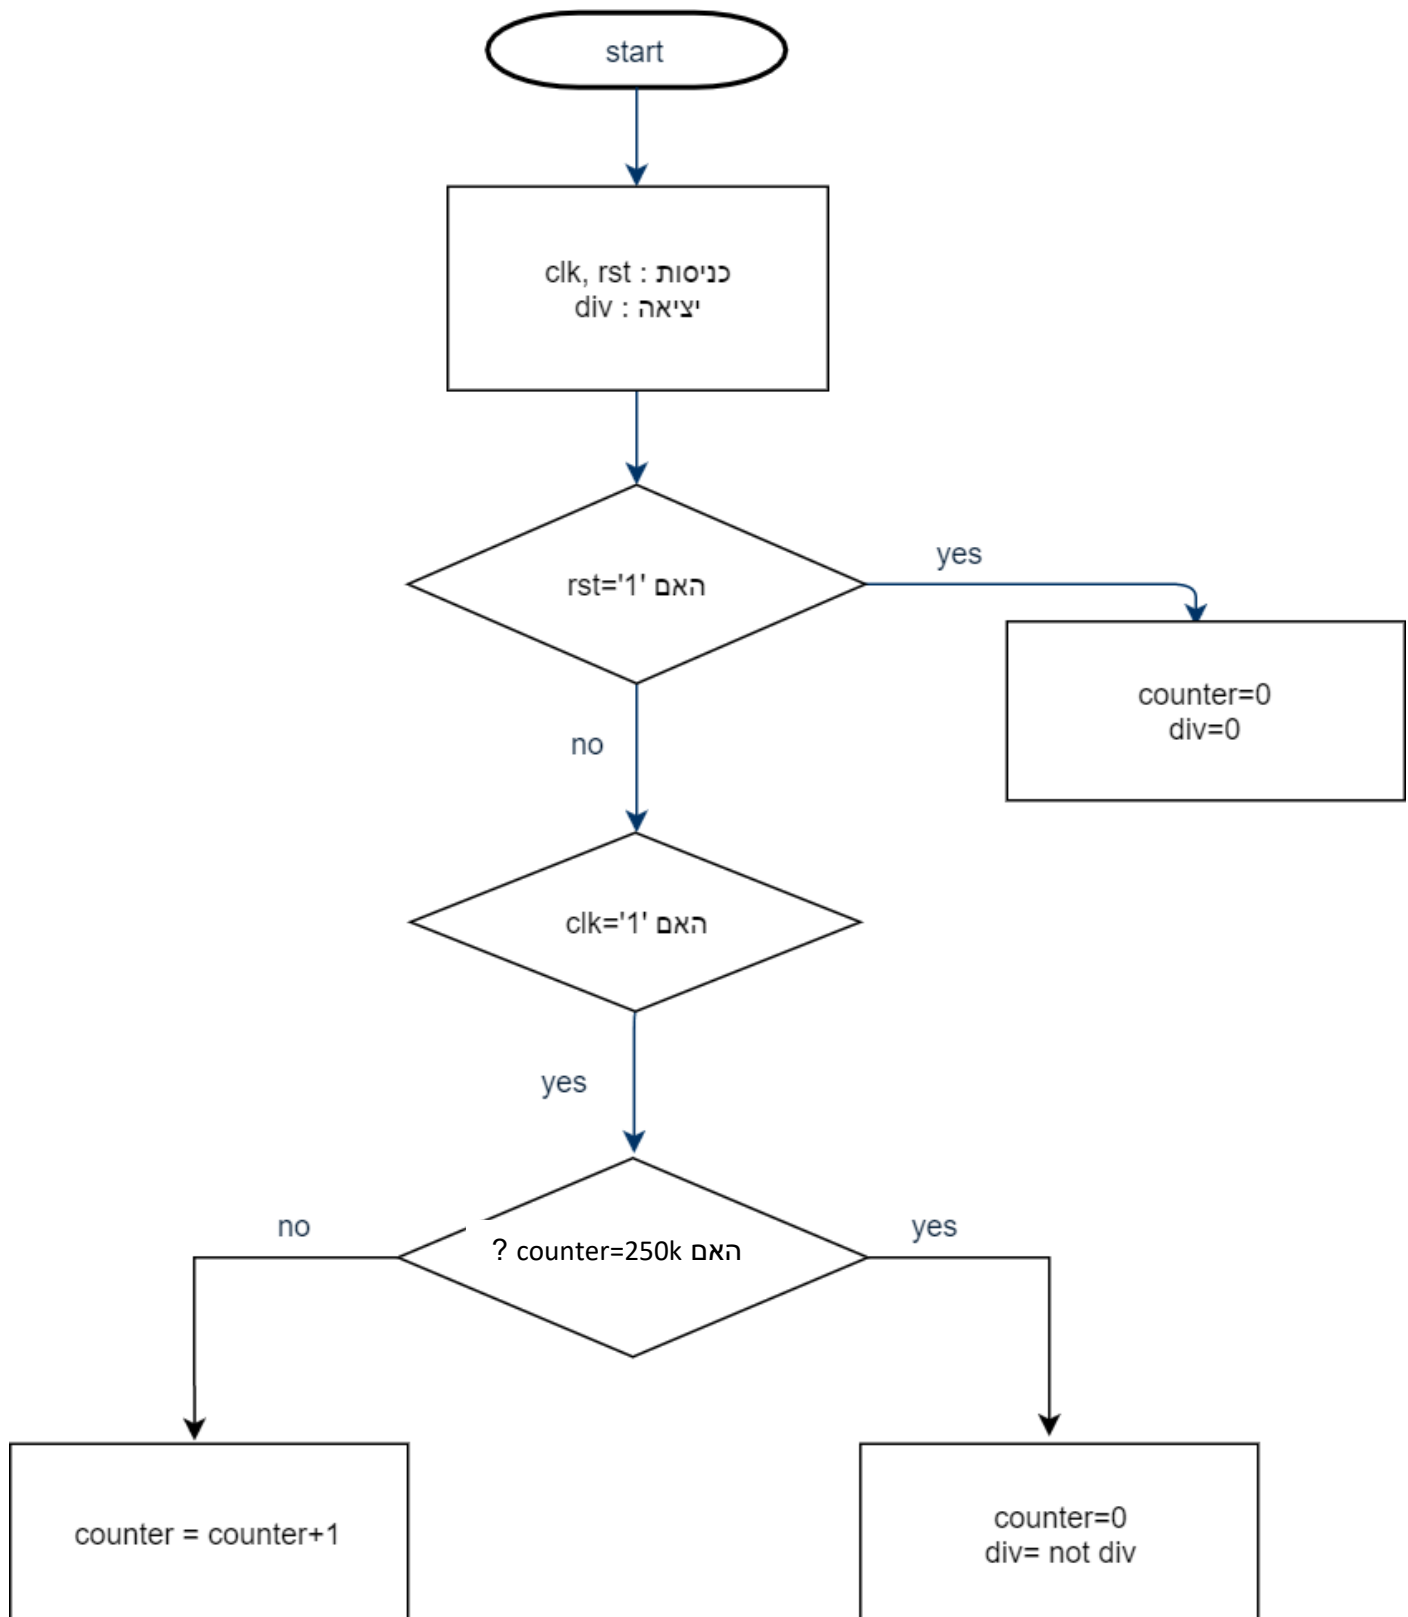 start
כניסות : clk, rst
יציאה : div
האם rst='1'
yes
counter=0
div=0
no
האם clk='1'
yes
no
האם counter=250k ?
yes
counter = counter+1
counter=0
div= not div